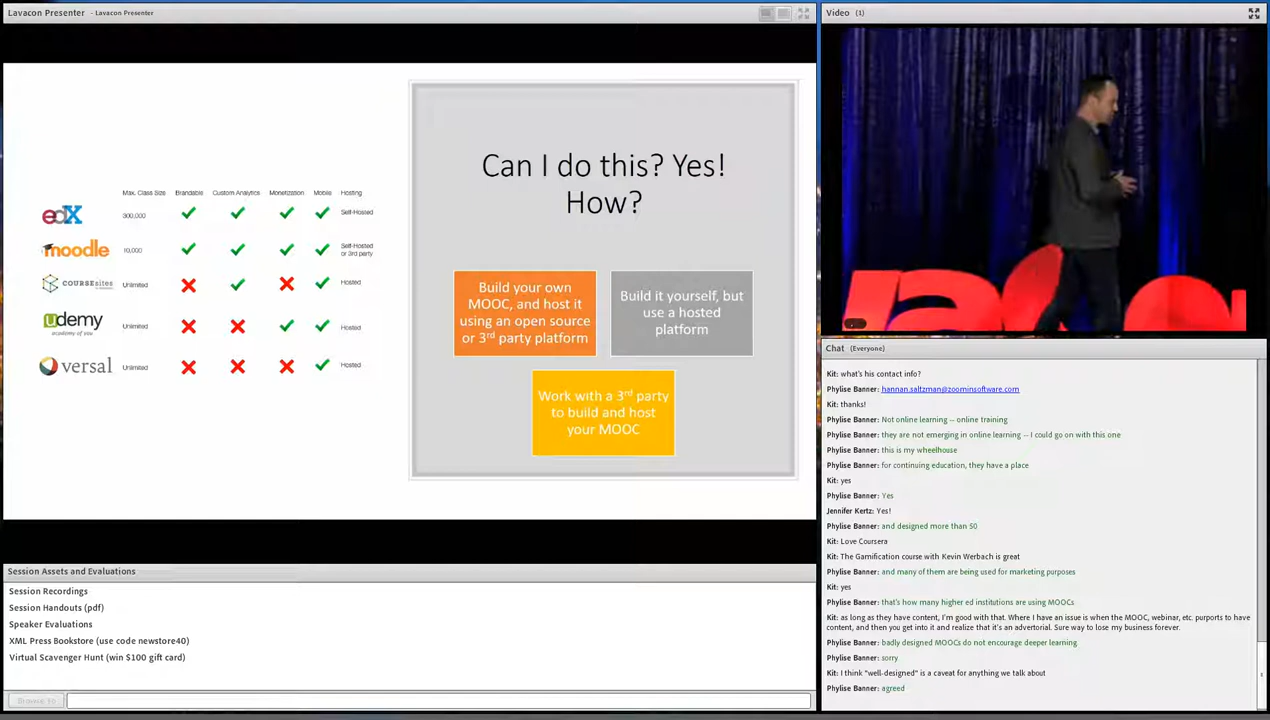 Lavacon Presenter - Lavacon Presenter
Can I do this? Yes!
How?
Max. Class Size Brandable Custom Analytics Monetization Mobile Hosting
edX 300,000 Self-Hosted
moodle 10,000 Self-Hosted
or 3rd party
COURSEsites Unlimited Hosted
udemy Unlimited Hosted
academy of you
versal Unlimited Hosted
Build your own
MOOC, and host it
using an open source
or 3rd party platform
Build it yourself, but
use a hosted
platform
Work with a 3rd party
to build and host
your MOOC
Session Assets and Evaluations
Session Recordings
Session Handouts (pdf)
Speaker Evaluations
XML Press Bookstore (use code newstore40)
Virtual Scavenger Hunt (win $100 gift card)
Browse To
Video (1)
Chat (Everyone)
Kit: what's his contact info?
Phylise Banner: hannan.saltzman@zoominsoftware.com
Kit: thanks!
Phylise Banner: Not online learning -- online training
Phylise Banner: they are not emerging in online learning -- I could go on with this one
Phylise Banner: this is my wheelhosse
Phylise Banner: for continuing education, they have a place
Kit: yes
Phylise Banner: Yes
Jennifer Kertz: Yes!
Phylise Banner: and designed more than 50
Kit: Love Coursera
Kit: The Gamification course with Kevin Werbach is great
Phylise Banner: and many of them are being used for marketing purposes
Kit: yes
Phylise Banner: that's how many higher ed institutions are using MOOCs
Kit: as long as they have content, I'm good with that. Where I have an issue is when the MOOC, webinar, etc. purports to have
content, and then you get into it and realize that it's an advertorial. Sure way to lose my business forever.
Phylise Banner: badly designed MOOCs do not encourage deeper learning
Phylise Banner: sorry
Kit: I think "well-designed" is a caveat for anything we talk about
Phylise Banner: agreed